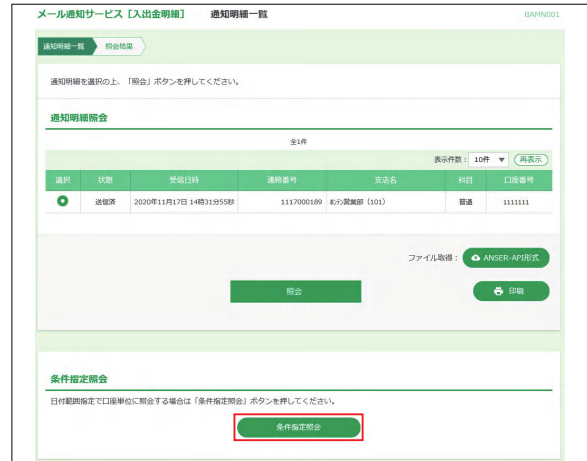 メール通知サービス［入出金明細］ 通知明細一覧 BAMN001
通知明細一覧 照会結果
通知明細を選択の上、「照会」ボタンを押してください。
通知明細照会
全1件
表示件数： 10件 ▼ 再表示
選択 状態 受信日時 連絡番号 支店名 科目 口座番号
送信済 2020年11月17日 14時31分55秒 1117000189 営業部（101） 普通 1111111
ファイル取得： ANSER-API形式
照会 印刷
条件指定照会
日付範囲指定で口座単位に照会する場合は「条件指定照会」ボタンを押してください。
条件指定照会